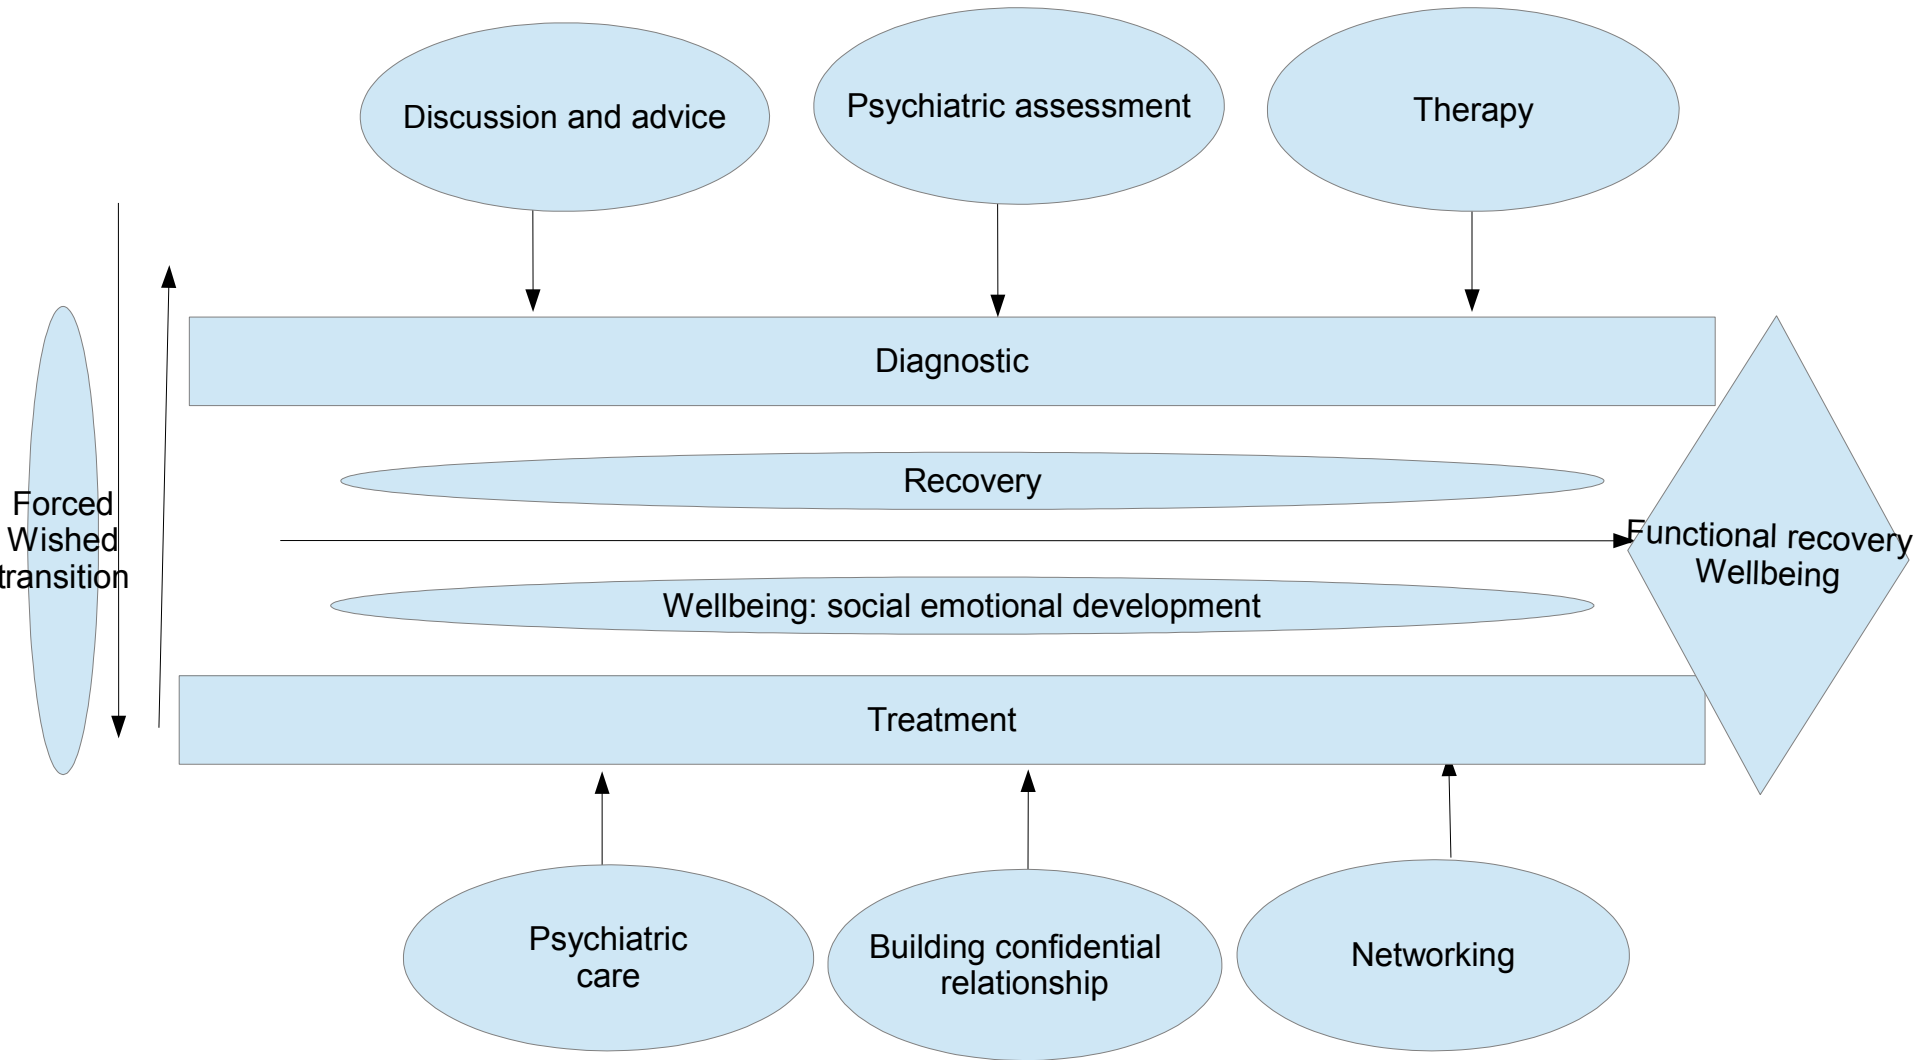 Discussion and advice
Psychiatric assessment
Therapy
Diagnostic
Recovery
Forced
Wished
transition
Functional recovery
Wellbeing
Wellbeing: social emotional development
Treatment
Psychiatric
care
Building confidential
relationship
Networking